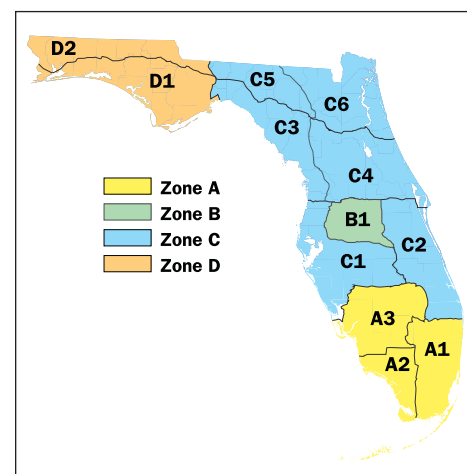 D2
D1
C5
C6
C3
C4
B1
C2
C1
A3
A1
A2
Zone A
Zone B
Zone C
Zone D